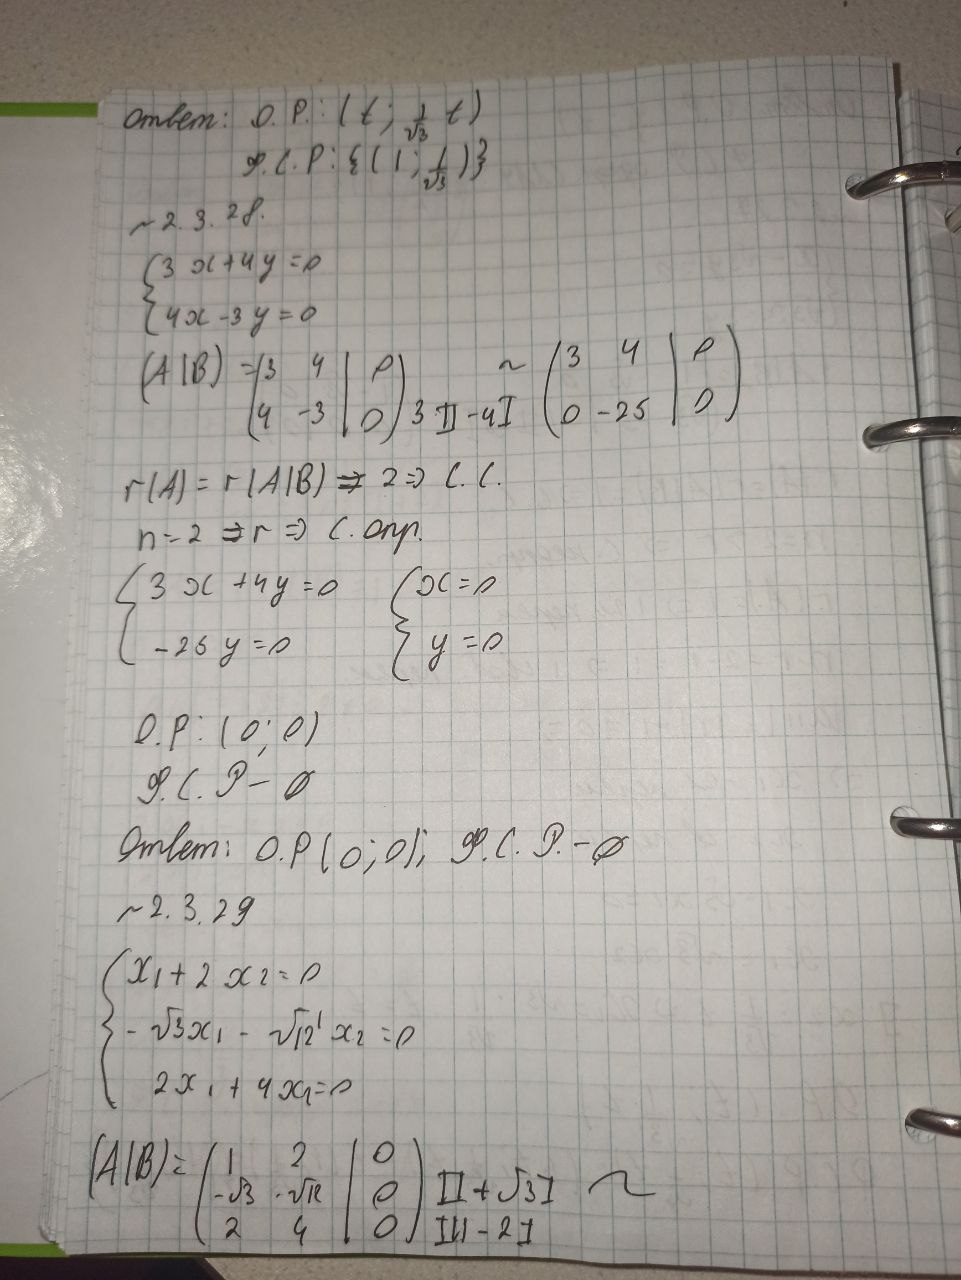 Ответ: О.Р.: (t; 1/√3 t)
Ф.С.Р: {(1; 1/√3)}
~2.3.28.
{3x+4y=0
4x-3y=0
(A|B) = (3 4 | 0) ~ (3 4 | 0)
(4 -3 | 0) 3II-4I (0 -25 | 0)
r(A) = r(A|B) = 2 ⇒ С.С.
n=2=r ⇒ С. опр.
{3x+4y=0 {x=0
-25y=0 y=0
О.Р: (0; 0)
Ф.С.Р - ∅
Ответ: О.Р(0;0); Ф.С.Р.-∅
~2.3.29
{x₁+2x₂=0
-√3x₁ - √12 x₂=0
2x₁+4x₂=0
(A|B)= (1 2 | 0)
(-√3 -√12 | 0) II+√3I ~
(2 4 | 0) III-2I